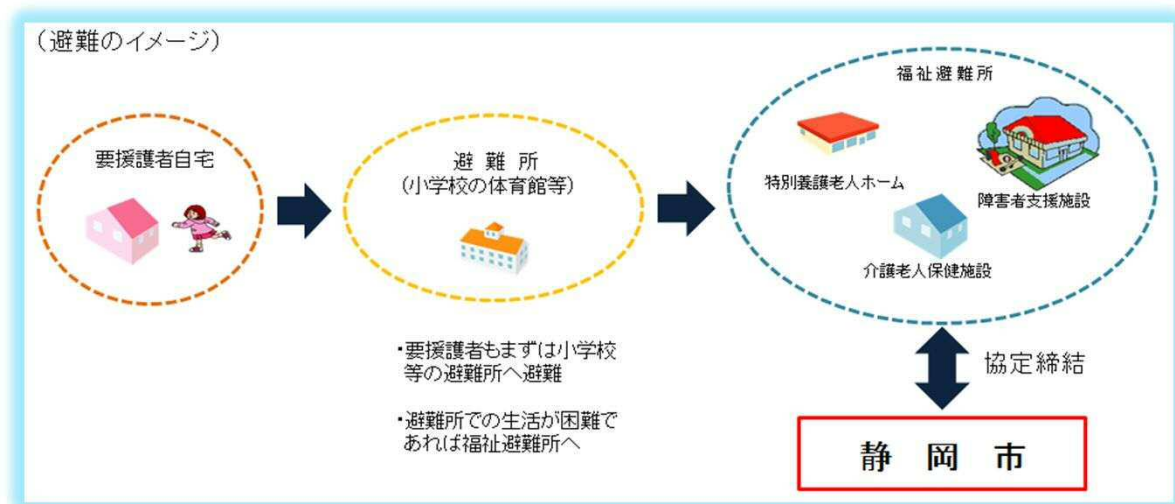 （避難のイメージ）
要援護者自宅
避難所
（小学校の体育館等）
・要援護者もまずは小学校
等の避難所へ避難
・避難所での生活が困難で
あれば福祉避難所へ
福祉避難所
特別養護老人ホーム
障害者支援施設
介護老人保健施設
協定締結
静岡市